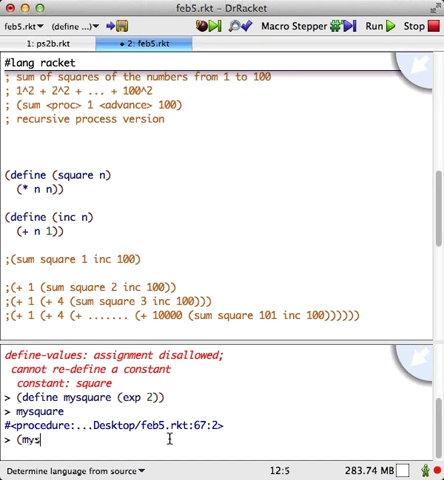 feb5.rkt - DrRacket
feb5.rkt▾ (define ...)▾ Macro Stepper Run Stop
1: ps2b.rkt • 2: feb5.rkt
#lang racket
; sum of squares of the numbers from 1 to 100
; 1^2 + 2^2 + ... + 100^2
; (sum <proc> 1 <advance> 100)
; recursive process version
(define (square n)
(* n n))
(define (inc n)
(+ n 1))
;(sum square 1 inc 100)
;(+ 1 (sum square 2 inc 100))
;(+ 1 (+ 4 (sum square 3 inc 100)))
;(+ 1 (+ 4 (+ ....... (+ 10000 (sum square 101 inc 100))))))
define-values: assignment disallowed;
cannot re-define a constant
constant: square
> (define mysquare (exp 2))
> mysquare
#<procedure:...Desktop/feb5.rkt:67:2>
> (mys
Determine language from source▾ 12:5 283.74 MB